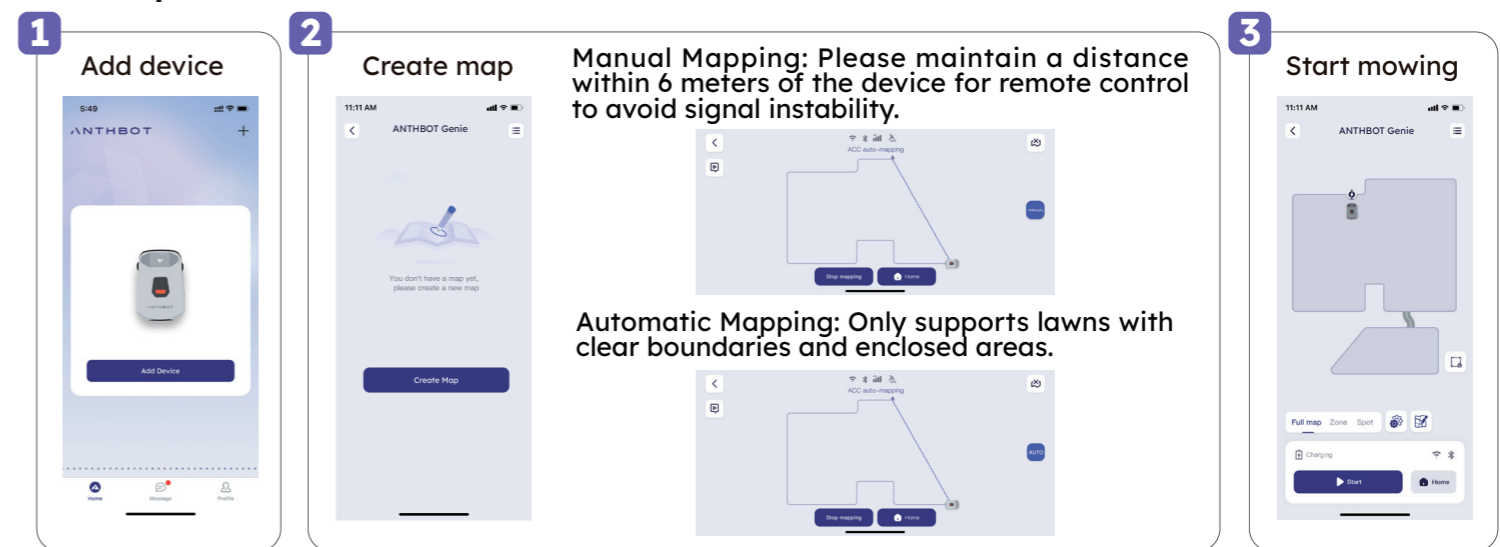 1
Add device
5:49
ANTHBOT
+
ANTHBOT
Add Device
Home
Message
Profile
2
Create map
11:11 AM
ANTHBOT Genie
You don't have a map yet,
please create a new map
Create Map
Manual Mapping: Please maintain a distance
within 6 meters of the device for remote control
to avoid signal instability.
ACC auto-mapping
MANUAL
Stop mapping
Home
Automatic Mapping: Only supports lawns with
clear boundaries and enclosed areas.
ACC auto-mapping
AUTO
Stop mapping
Home
3
Start mowing
11:11 AM
ANTHBOT Genie
Full map Zone Spot
Charging
Start
Home